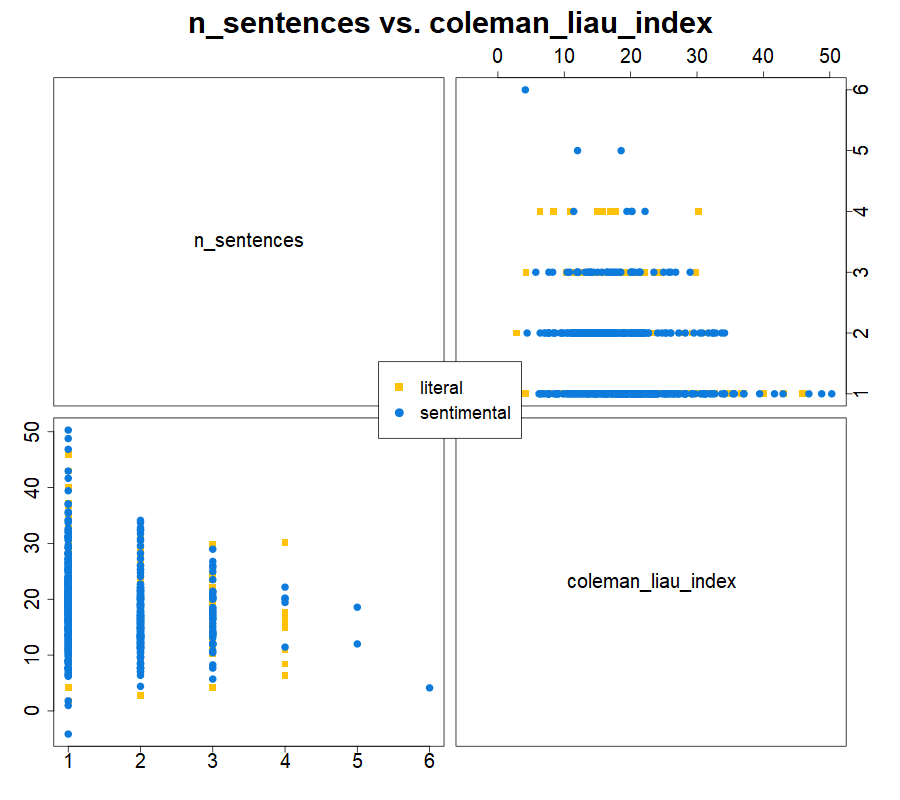 n_sentences vs. coleman_liau_index
0 10 20 30 40 50
n_sentences
6
5
4
3
2
1
literal
sentimental
50
40
30
20
10
0
coleman_liau_index
1 2 3 4 5 6